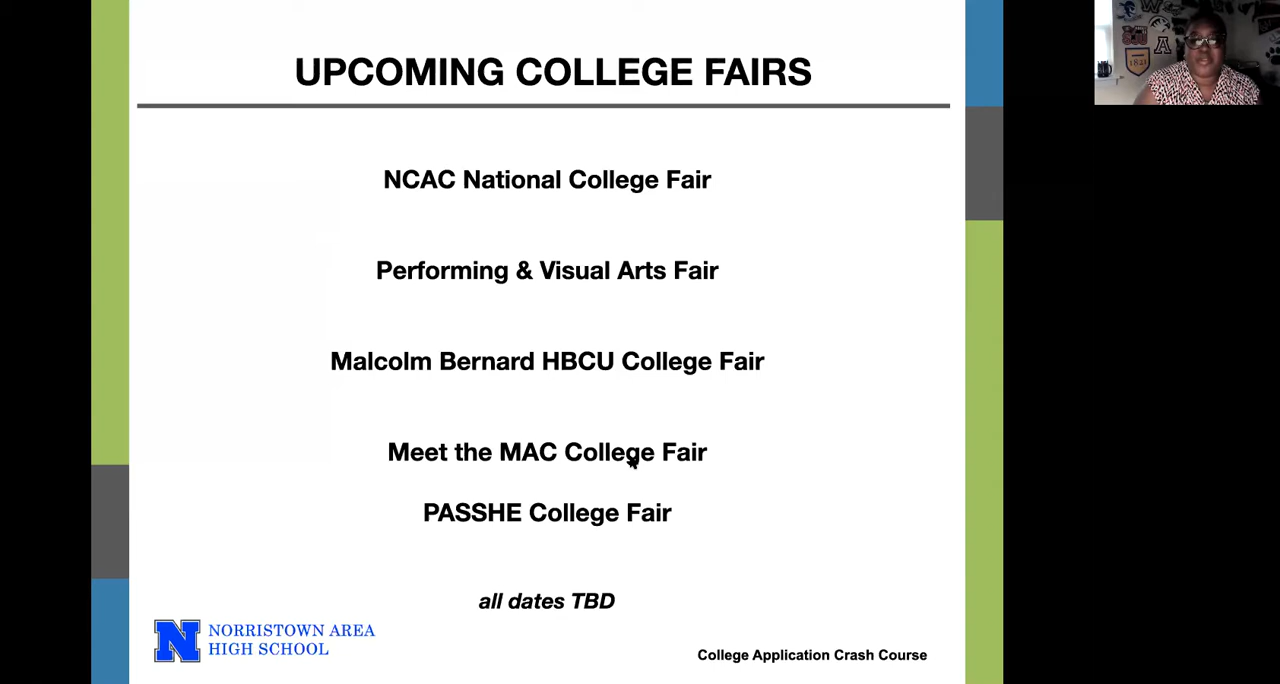 UPCOMING COLLEGE FAIRS
NCAC National College Fair
Performing & Visual Arts Fair
Malcolm Bernard HBCU College Fair
Meet the MAC College Fair
PASSHE College Fair
all dates TBD
N NORRISTOWN AREA
HIGH SCHOOL
College Application Crash Course
W
A
1851